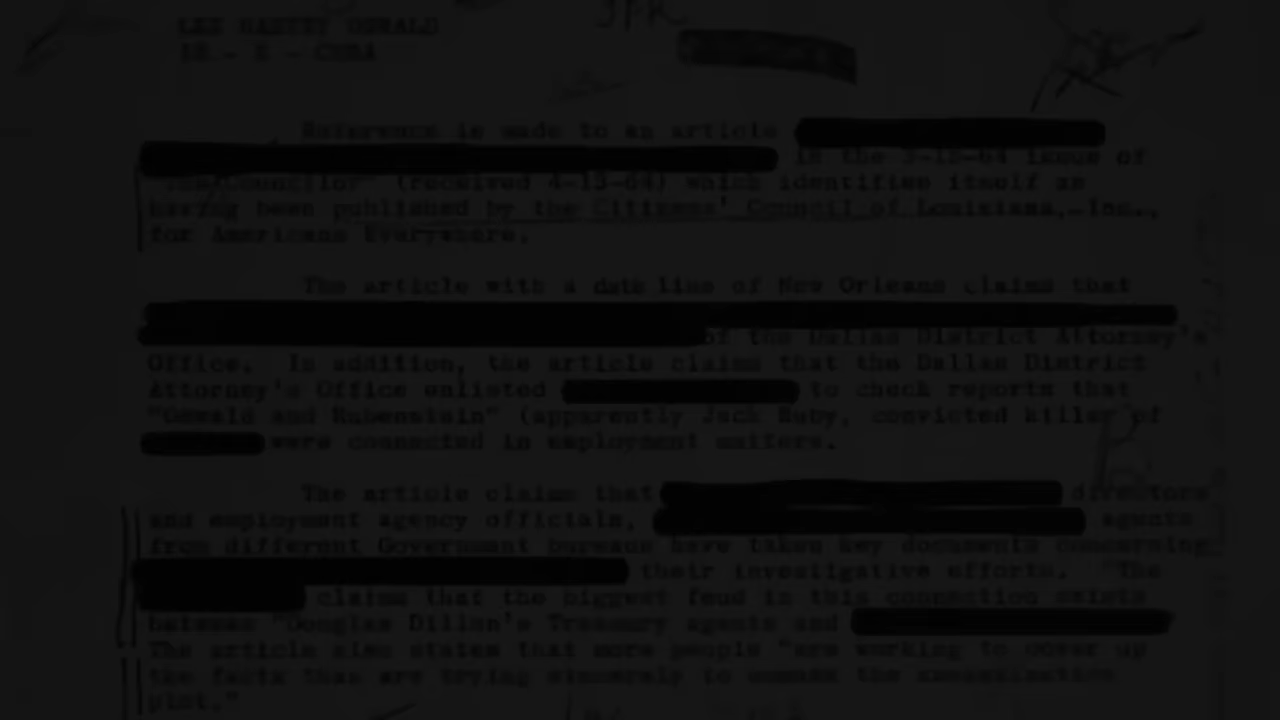 LEE HARVEY OSWALD
IS - R - CUBA
JFK
Reference is made to an article
in the 3-15-64 issue of
"The Councilor" (received 4-15-64) which identifies itself as
having been published by the Citizens' Council of Louisiana, Inc.,
for Americans Everywhere.
The article with a date line of New Orleans claims that
of the Dallas District Attorney's
Office. In addition, the article claims that the Dallas District
Attorney's Office enlisted to check reports that
"Oswald and Rubenstein" (apparently Jack Ruby, convicted killer of
were connected in employment matters.
The article claims that directors
and employment agency officials, agents
from different Government bureaus have taken key documents concerning
their investigative efforts. The
claims that the biggest feud in this connection exists
between "Douglas Dillon's Treasury agents and
The article also states that more people "are working to cover up
the facts than are trying sincerely to unmask the assassination
plot."